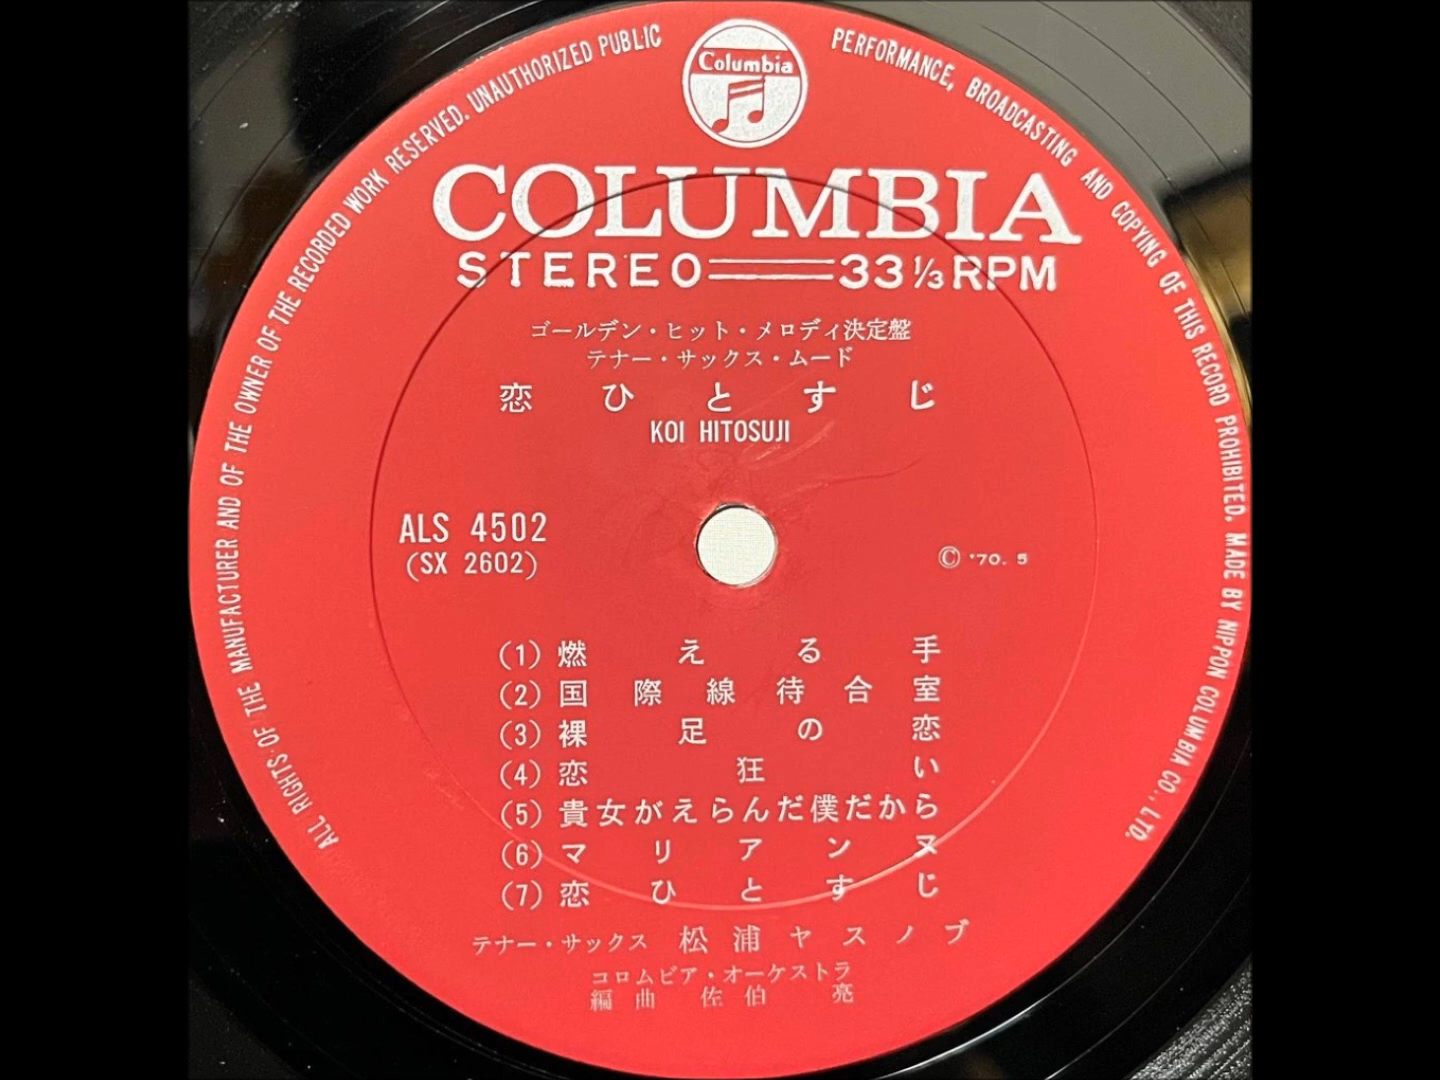 ALL RIGHTS OF THE MANUFACTURER AND OF THE OWNER OF THE RECORDED WORK RESERVED. UNAUTHORIZED PUBLIC PERFORMANCE, BROADCASTING AND COPYING OF THIS RECORD PROHIBITED. MADE BY NIPPON COLUMBIA CO., LTD.
Columbia
COLUMBIA
STEREO 33 1/3 RPM
ゴールデン・ヒット・メロディ決定盤
テナー・サックス・ムード
恋ひとすじ
KOI HITOSUJI
ALS 4502
(SX 2602)
© '70. 5
(1) 燃える手
(2) 国際線待合室
(3) 裸足の恋
(4) 恋狂い
(5) 貴女がえらんだ僕だから
(6) マリアンヌ
(7) 恋ひとすじ
テナー・サックス 松浦ヤスノブ
コロムビア・オーケストラ
編曲 佐伯 亮